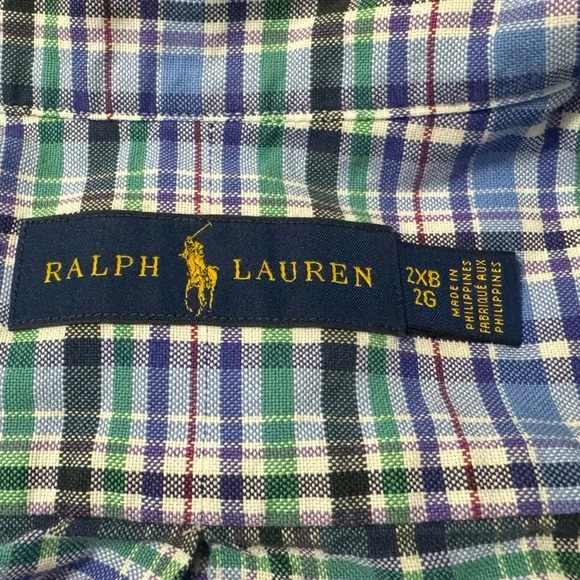 RALPH LAUREN
2XB
2G
MADE IN
PHILIPPINES
FABRIQUÉ AUX
PHILIPPINES